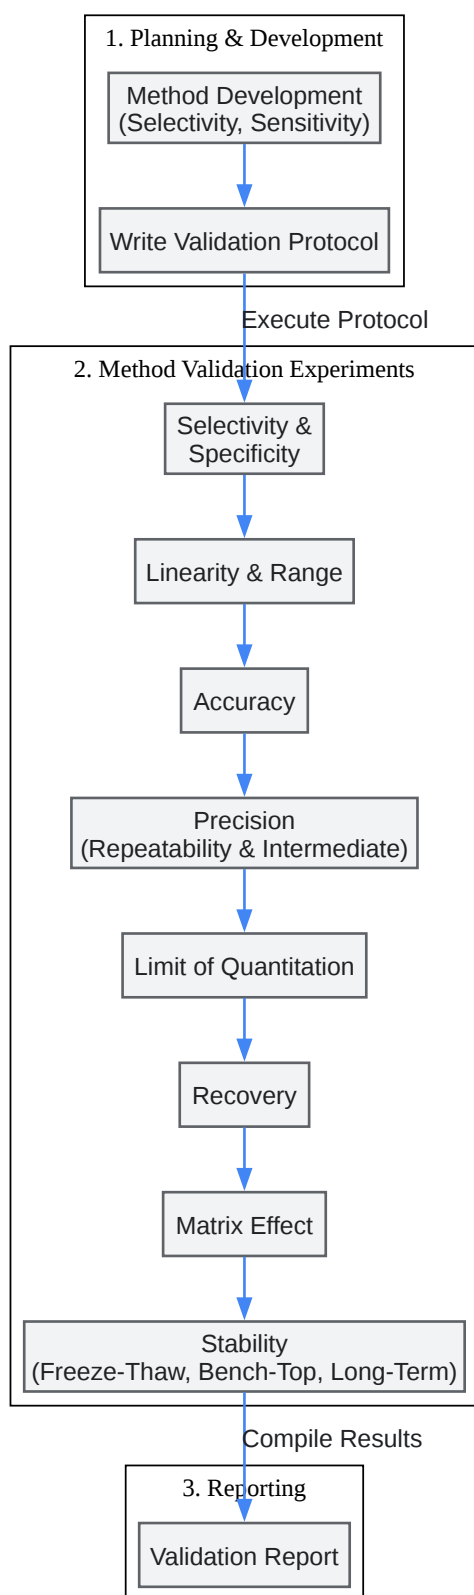 1. Planning & Development
Method Development
(Selectivity, Sensitivity)
Write Validation Protocol
Execute Protocol
2. Method Validation Experiments
Selectivity &
Specificity
Linearity & Range
Accuracy
Precision
(Repeatability & Intermediate)
Limit of Quantitation
Recovery
Matrix Effect
Stability
(Freeze-Thaw, Bench-Top, Long-Term)
Compile Results
3. Reporting
Validation Report